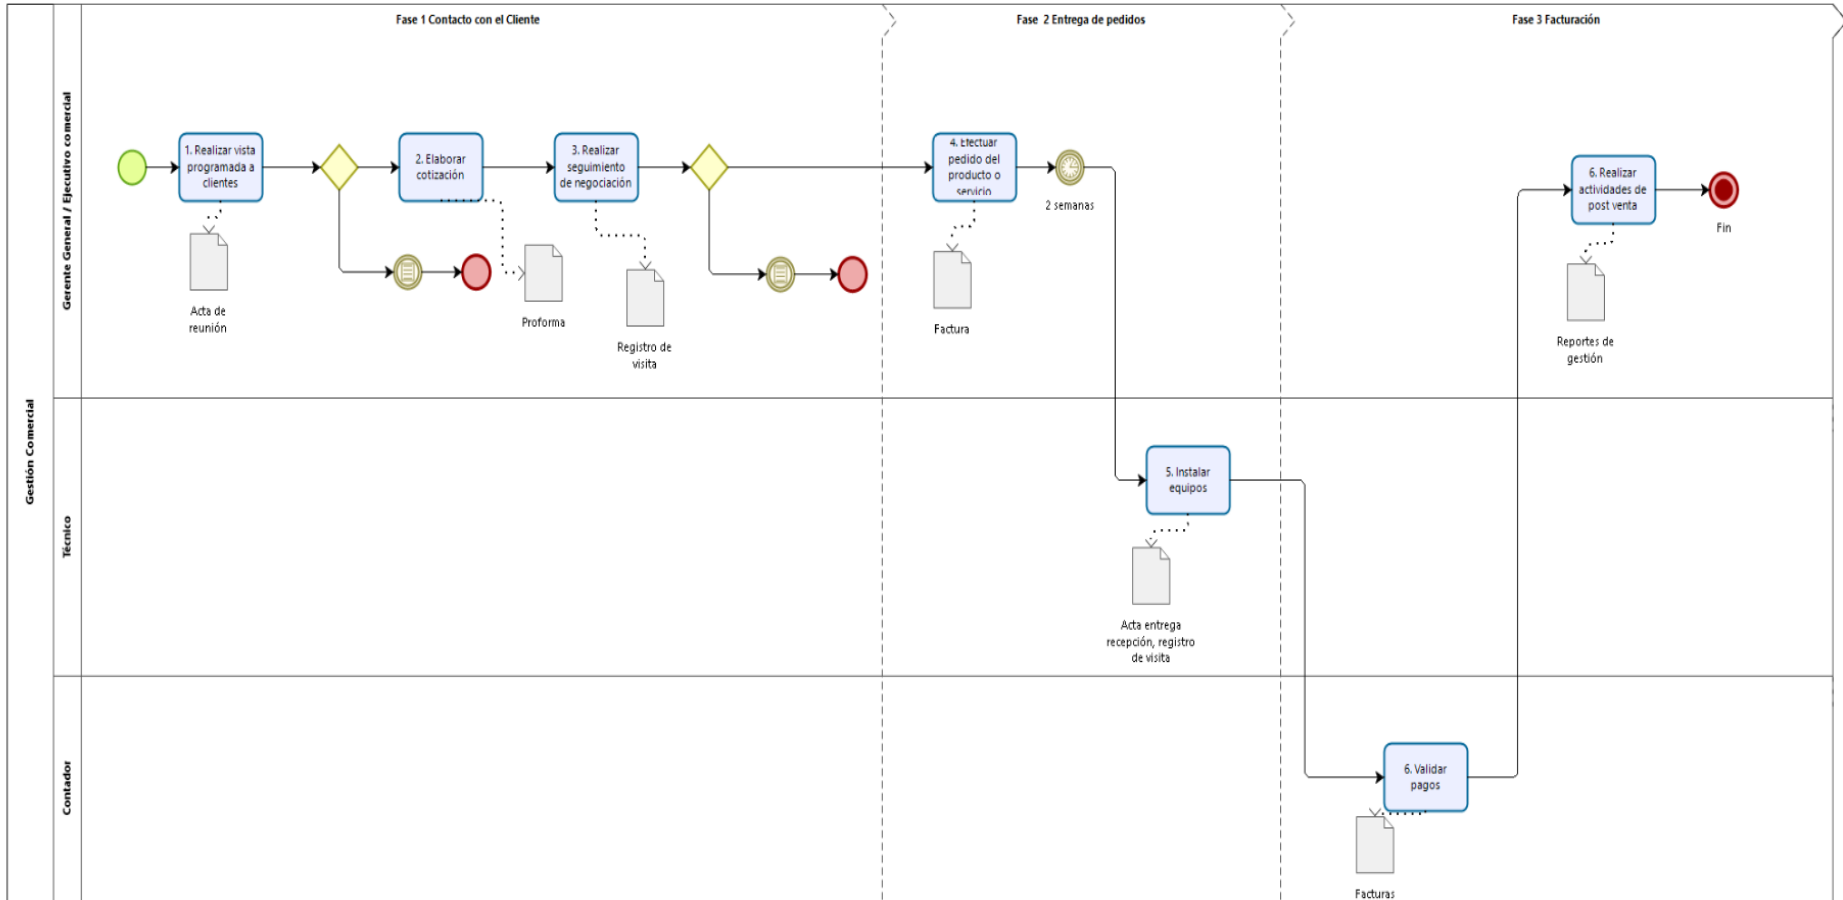 Fase 1 Contacto con el Cliente
Fase 2 Entrega de pedidos
Fase 3 Facturación
Gestión Comercial
Gerente General / Ejecutivo comercial
1. Realizar vista
programada a
clientes
2. Elaborar
cotización
3. Realizar
seguimiento
de negociación
4. Efectuar
pedido del
producto o
servicio
2 semanas
6. Realizar
actividades de
post venta
Fin
Acta de
reunión
Proforma
Registro de
visita
Factura
Reportes de
gestión
Técnico
5. Instalar
equipos
Acta entrega
recepción, registro
de visita
Contador
6. Validar
pagos
Facturas